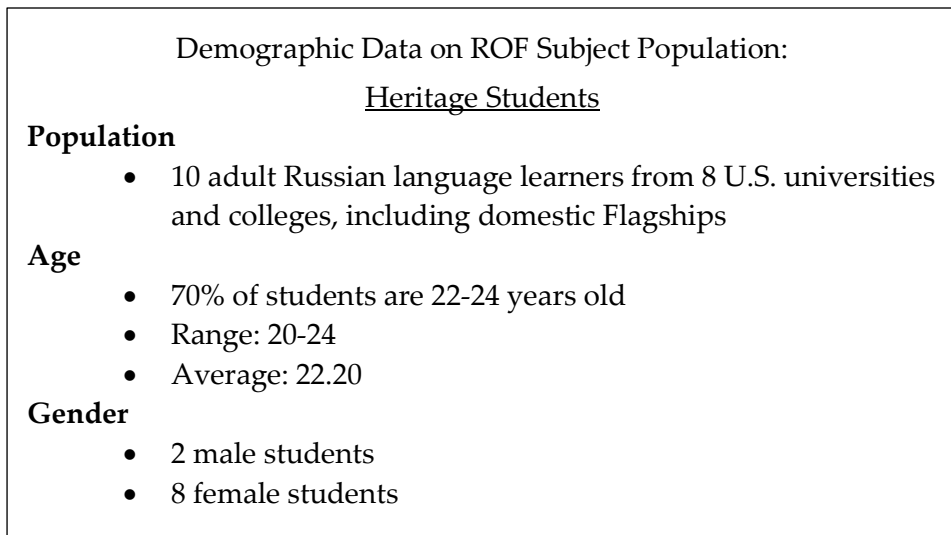 Demographic Data on ROF Subject Population:
Heritage Students
Population
• 10 adult Russian language learners from 8 U.S. universities
and colleges, including domestic Flagships
Age
• 70% of students are 22-24 years old
• Range: 20-24
• Average: 22.20
Gender
• 2 male students
• 8 female students